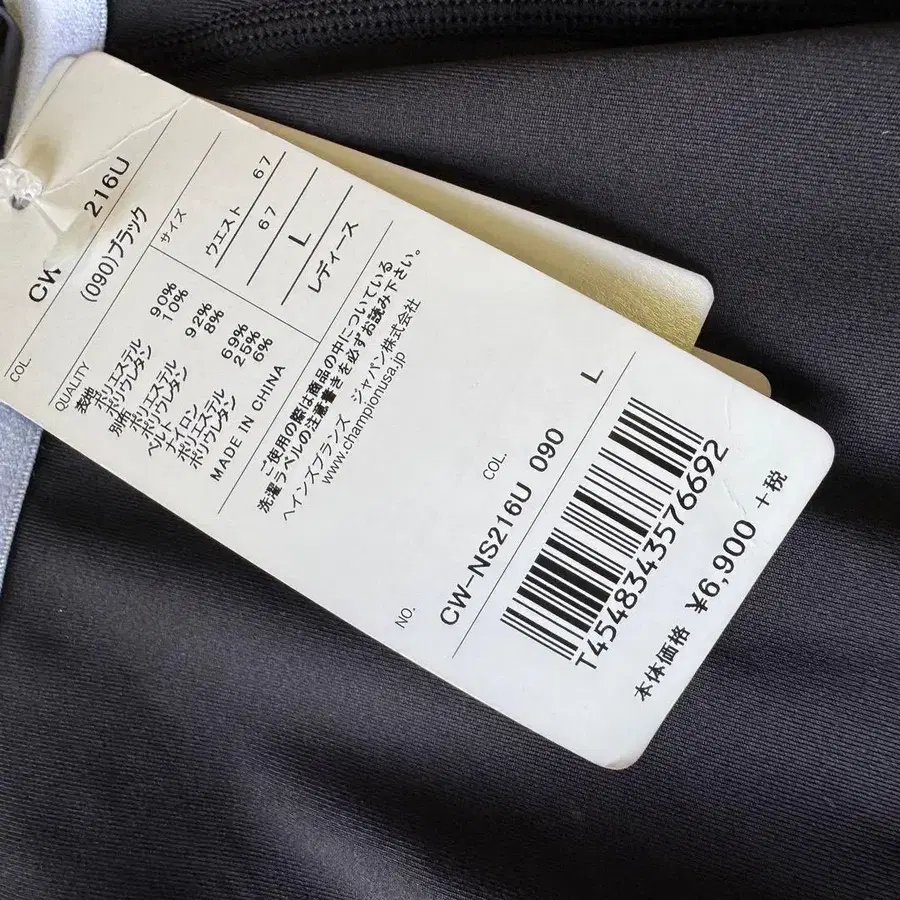 CW 216U
COL. (090)ブラック
QUALITY
表地 ポリエステル 90%
ポリウレタン 10%
別布 ポリエステル 92%
ポリウレタン 8%
ベルト ナイロン 69%
ポリエステル 25%
ポリウレタン 6%
MADE IN CHINA
サイズ
ウエスト 67
67
L
レディース
ご使用の際は商品の中についている
洗濯ラベルの注意書きを必ずお読み下さい。
ヘインズブランズ ジャパン株式会社
www.championusa.jp
NO. COL.
CW-NS216U 090 L
T4548343576692
本体価格 ¥6,900 +税